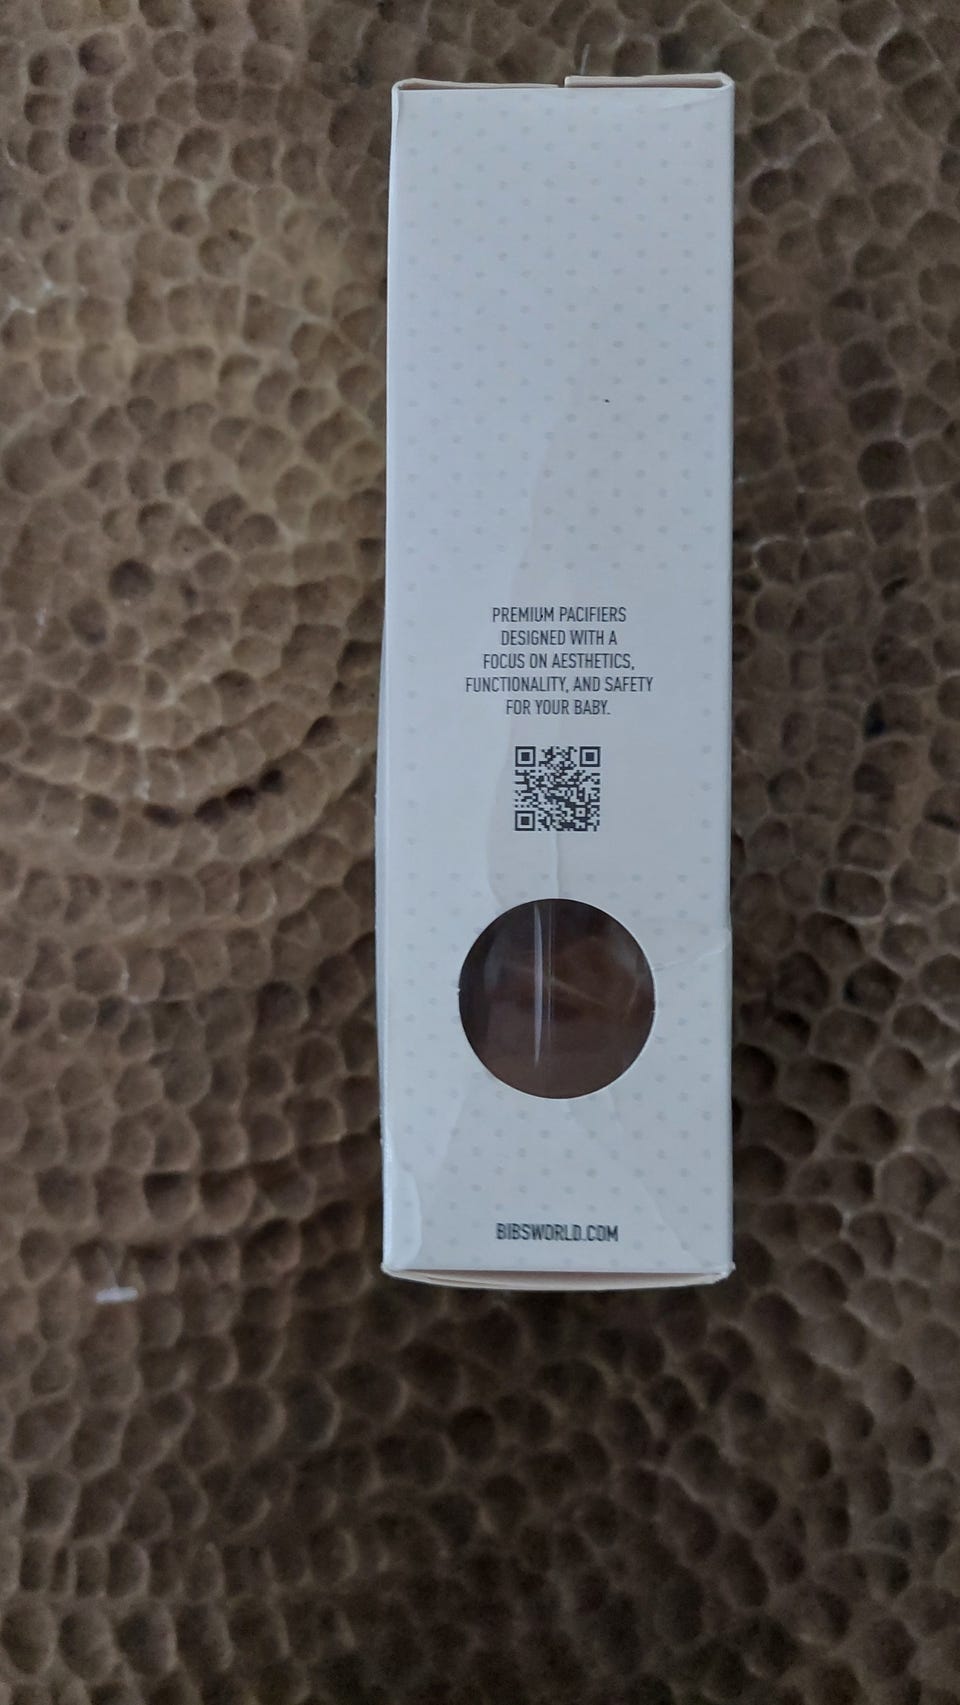 PREMIUM PACIFIERS
DESIGNED WITH A
FOCUS ON AESTHETICS,
FUNCTIONALITY, AND SAFETY
FOR YOUR BABY.
BIBSWORLD.COM